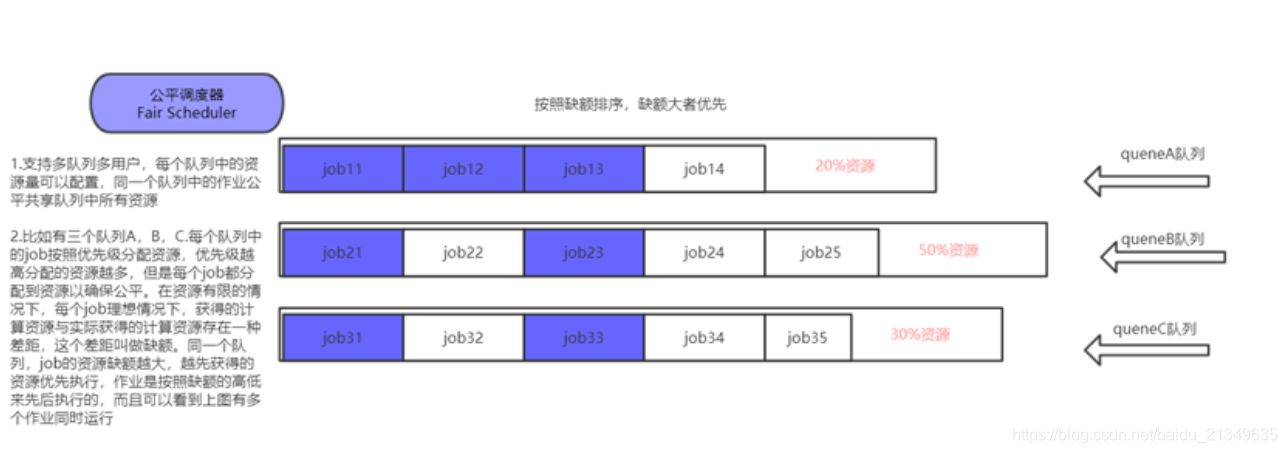 公平调度器
Fair Scheduler
按照缺额排序，缺额大者优先
1.支持多队列多用户，每个队列中的资
源量可以配置，同一个队列中的作业公
平共享队列中所有资源
2.比如有三个队列A，B，C.每个队列中
的job按照优先级分配资源，优先级越
高分配的资源越多，但是每个job都分
配到资源以确保公平。在资源有限的情
况下，每个job理想情况下，获得的计
算资源与实际获得的计算资源存在一种
差距，这个差距叫做缺额。同一个队
列，job的资源缺额越大，越先获得的
资源优先执行，作业是按照缺额的高低
来先后执行的，而且可以看到上图有多
个作业同时运行
job11 job12 job13 job14 20%资源
queneA队列
job21 job22 job23 job24 job25 50%资源
queneB队列
job31 job32 job33 job34 job35 30%资源
queneC队列
https://blog.csdn.net/baidu_21349635